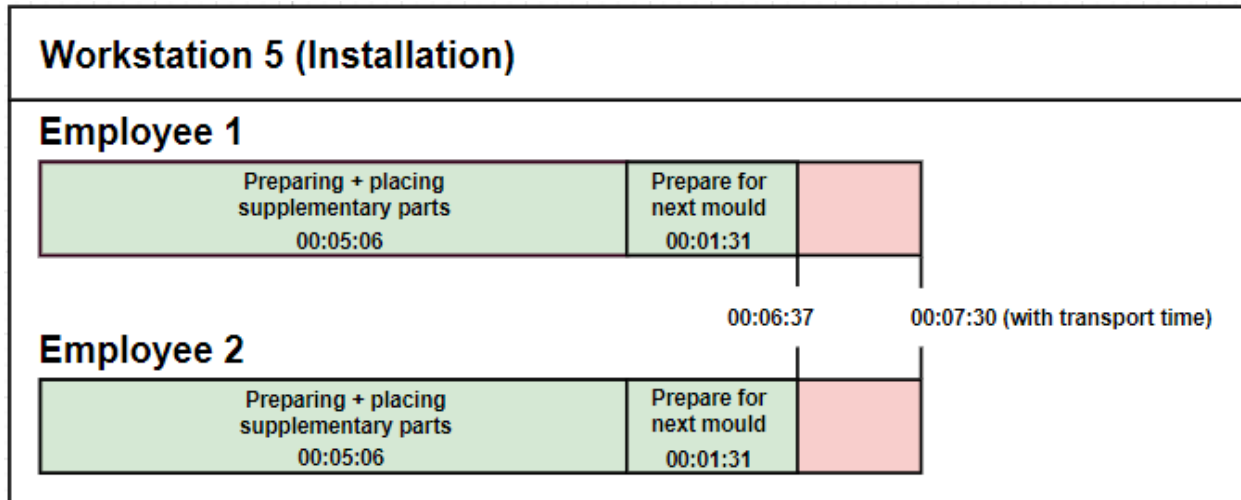 Workstation 5 (Installation)
Employee 1
Preparing + placing
supplementary parts
00:05:06
Prepare for
next mould
00:01:31
00:06:37
00:07:30 (with transport time)
Employee 2
Preparing + placing
supplementary parts
00:05:06
Prepare for
next mould
00:01:31